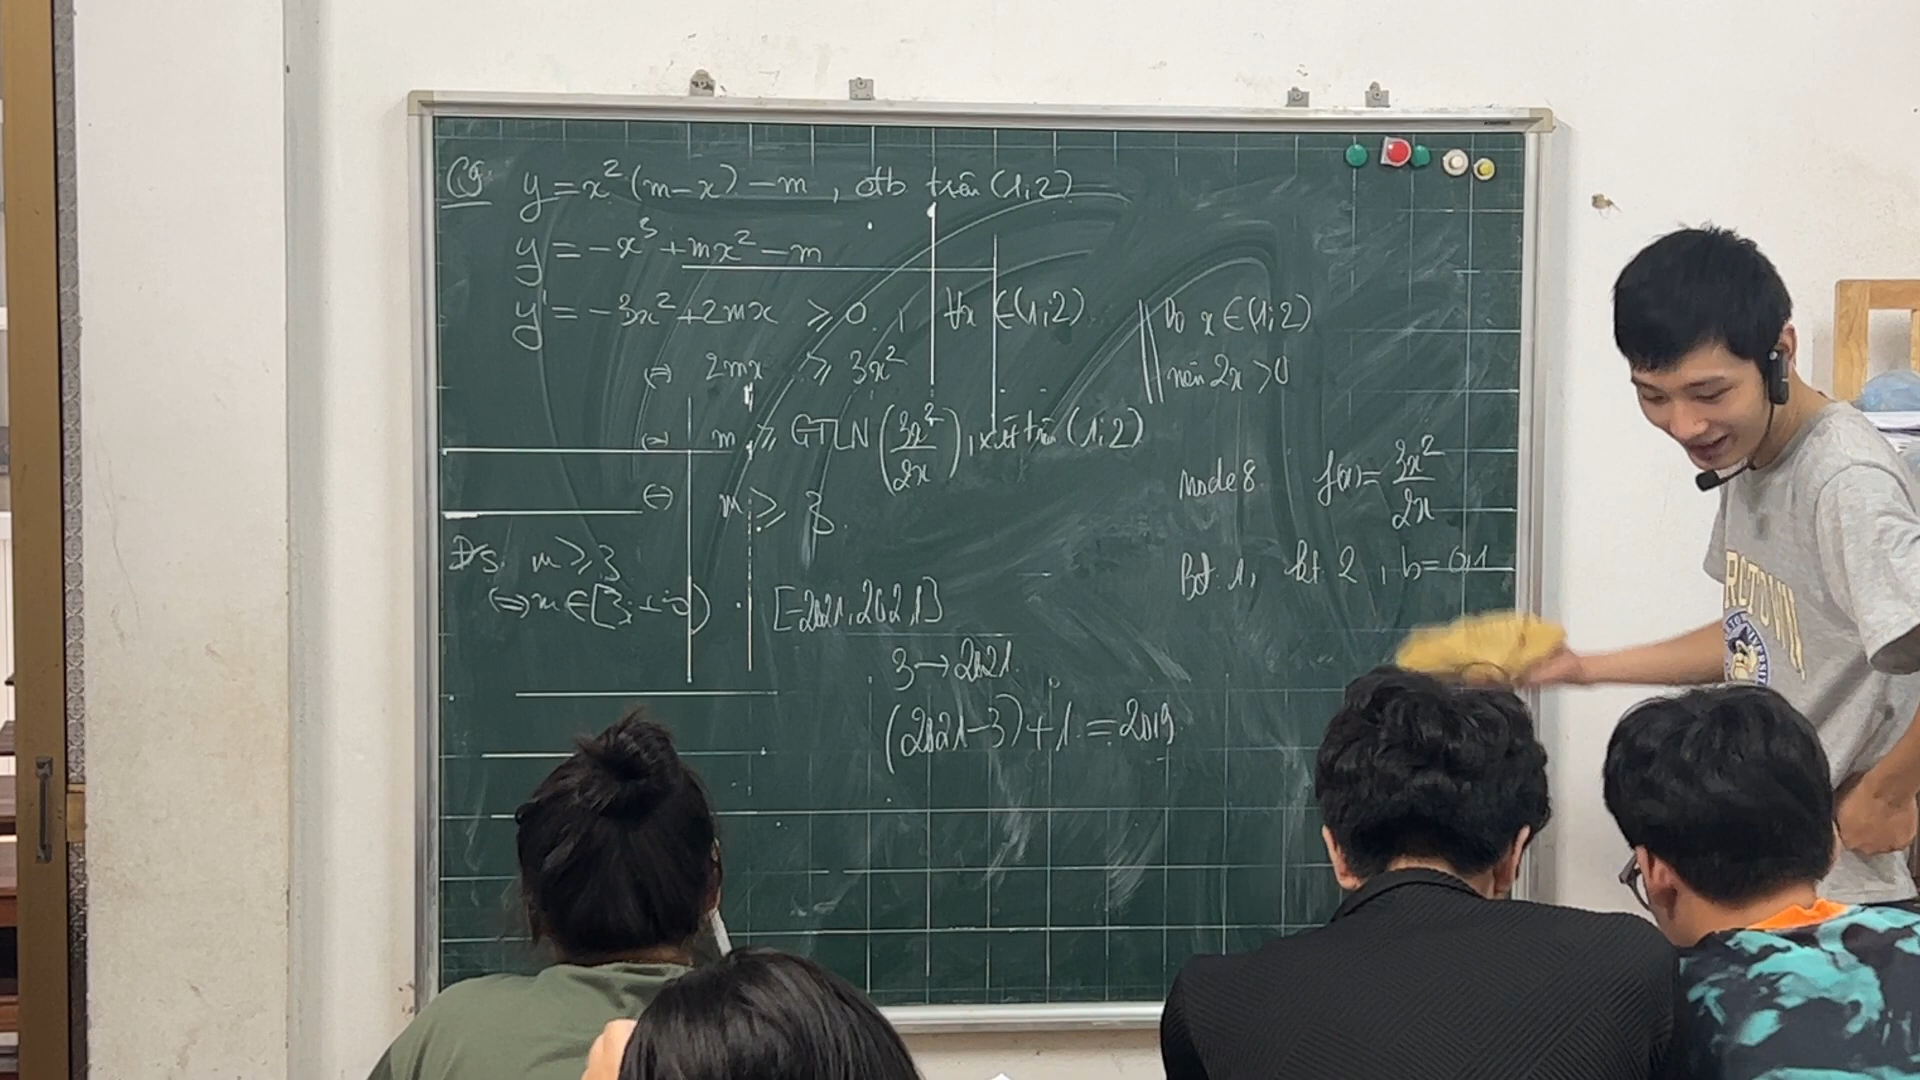 C9. y = x² (m - x) - m , đb trên (1;2)
y = -x³ + mx² - m
y' = -3x² + 2mx ⩾ 0 , ∀x ∈ (1;2)
⇔ 2mx ⩾ 3x²
⇔ m ⩾ GTLN (3x²/2x) , xét trên (1;2)
⇔ m ⩾ 3.
Đs. m ⩾ 3
⇔ m ∈ [3; +∞)
[-2021; 2021]
3 → 2021.
(2021-3) + 1 = 2019
Do x ∈ (1;2)
nên 2x > 0
Mode 8 f(x) = 3x²/2x
Bđ. 1, kt 2, b = 0,1